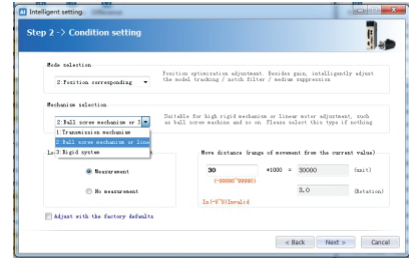 Intelligent setting
Step 2 -> Condition setting
Mode selection
2:Position corresponding
Position optimization adjustment. Besides gain, intelligently adjust
the model tracking / notch filter / medium suppression
Mechanism selection
2:Ball screw mechanism or l
Suitable for high rigid mechanism or linear motor adjustment, such
as ball screw mechine and so on. Please select this type if nothing
1:Transmission mechanism
2:Ball screw mechanism or line
3:Rigid system
Move distance (range of movement from the current value)
Measurement
30 *1000 = 30000 (unit)
No measurement
3.0 (Rotation)
Adjust with the factory defaults
< Back Next > Cancel